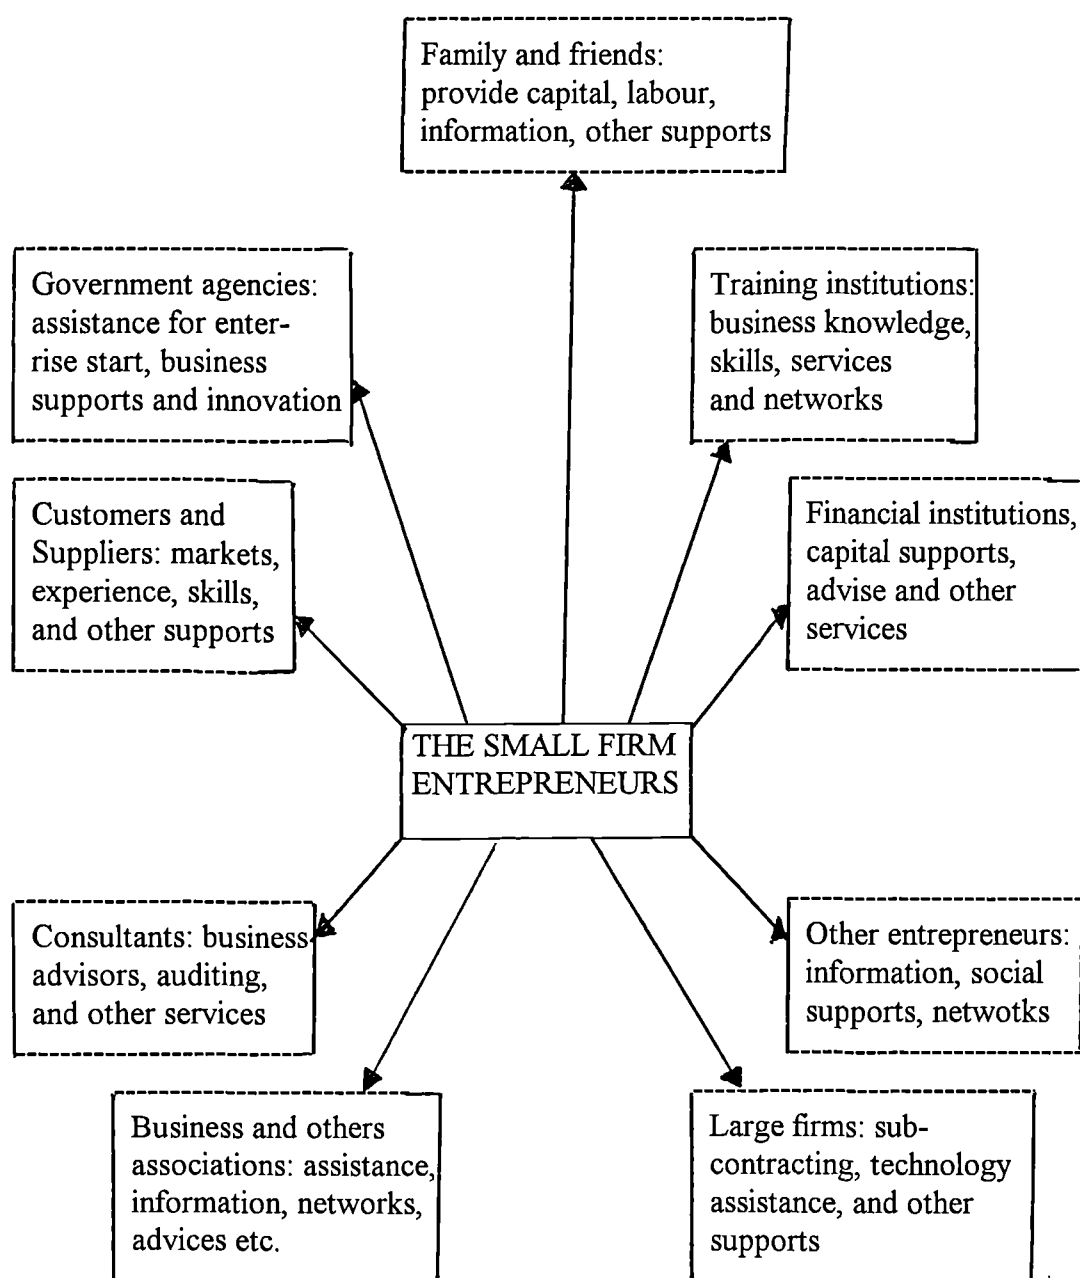 Family and friends:
provide capital, labour,
information, other supports
Government agencies:
assistance for enter-
rise start, business
supports and innovation
Training institutions:
business knowledge,
skills, services
and networks
Customers and
Suppliers: markets,
experience, skills,
and other supports
Financial institutions,
capital supports,
advise and other
services
THE SMALL FIRM
ENTREPRENEURS
Consultants: business
advisors, auditing,
and other services
Other entrepreneurs:
information, social
supports, netwotks
Business and others
associations: assistance,
information, networks,
advices etc.
Large firms: sub-
contracting, technology
assistance, and other
supports